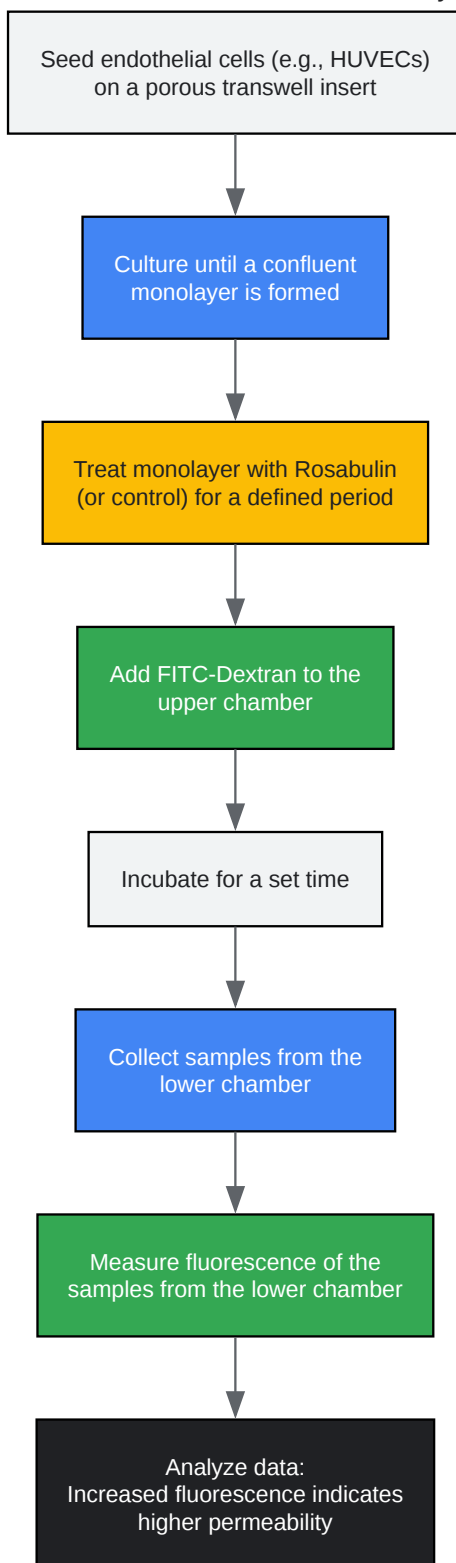 Seed endothelial cells (e.g., HUVECs)
on a porous transwell insert
Culture until a confluent
monolayer is formed
Treat monolayer with Rosabulin
(or control) for a defined period
Add FITC-Dextran to the
upper chamber
Incubate for a set time
Collect samples from the
lower chamber
Measure fluorescence of the
samples from the lower chamber
Analyze data:
Increased fluorescence indicates
higher permeability